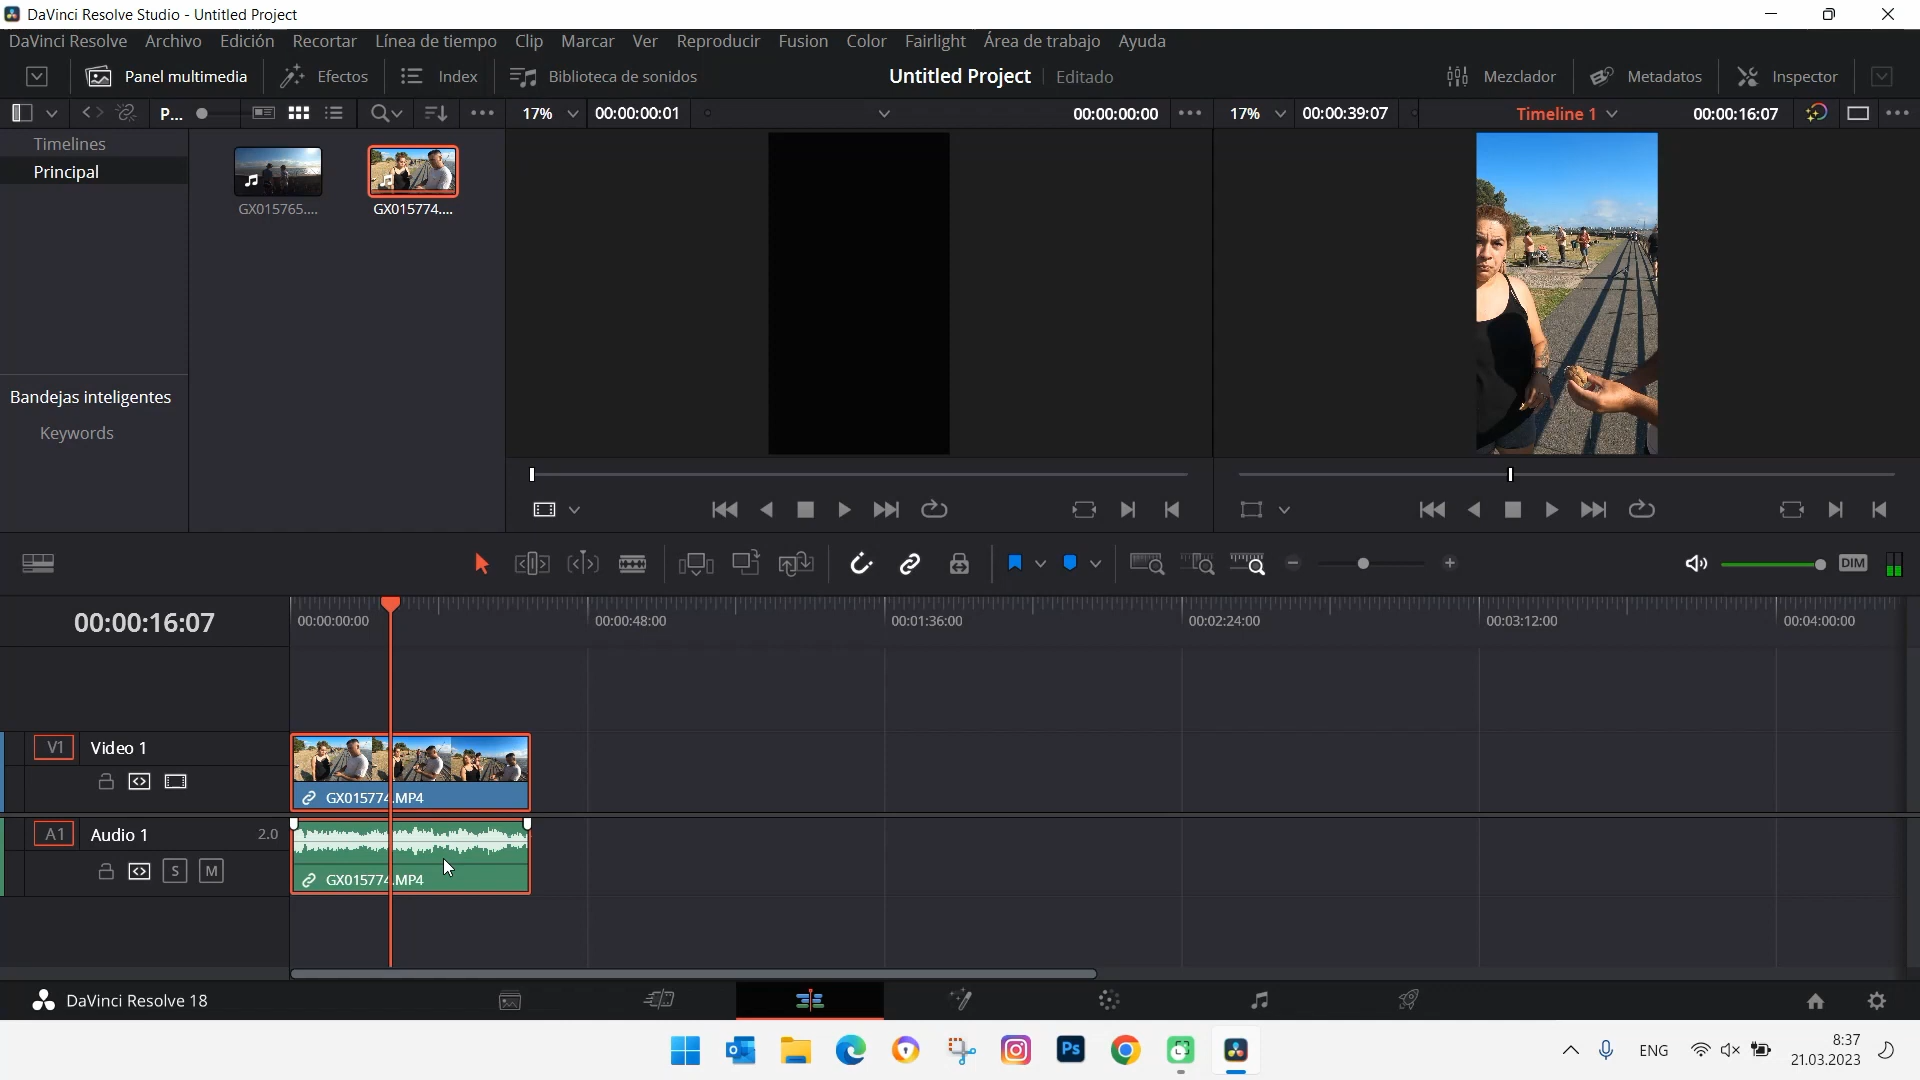 DaVinci Resolve Studio - Untitled Project
DaVinci Resolve Archivo Edición Recortar Línea de tiempo Clip Marcar Ver Reproducir Fusion Color Fairlight Área de trabajo Ayuda
Panel multimedia Efectos Index Biblioteca de sonidos Untitled Project Editado Mezclador Metadatos Inspector
P... 17% 00:00:00:01 00:00:00:00 17% 00:00:39:07 Timeline 1 00:00:16:07
Timelines
Principal
GX015765.... GX015774....
Bandejas inteligentes
Keywords
DIM
00:00:16:07
00:00:00:00 00:00:48:00 00:01:36:00 00:02:24:00 00:03:12:00 00:04:00:00
V1 Video 1
GX015774.MP4
A1 Audio 1 2.0
S M
GX015774.MP4
DaVinci Resolve 18
Ps
ENG
8:37
21.03.2023